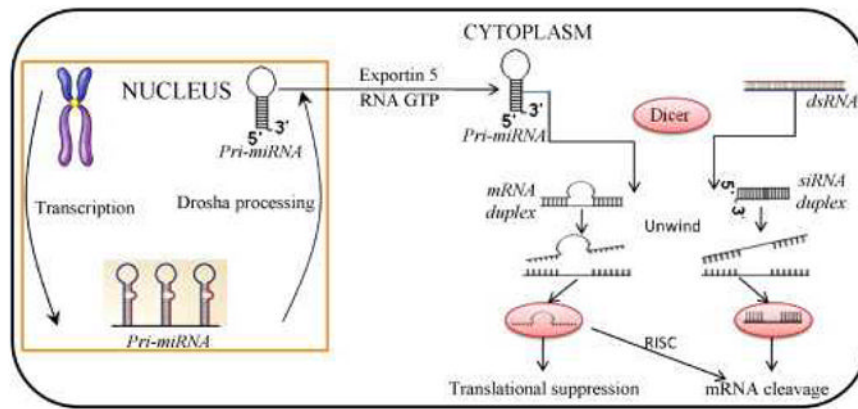 CYTOPLASM
NUCLEUS
Exportin 5
RNA GTP
5' 3'
Pri-miRNA
5' 3'
Pri-miRNA
Dicer
dsRNA
Transcription
Drosha processing
mRNA
duplex
5'
3'
siRNA
duplex
Unwind
Pri-miRNA
RISC
Translational suppression
mRNA cleavage